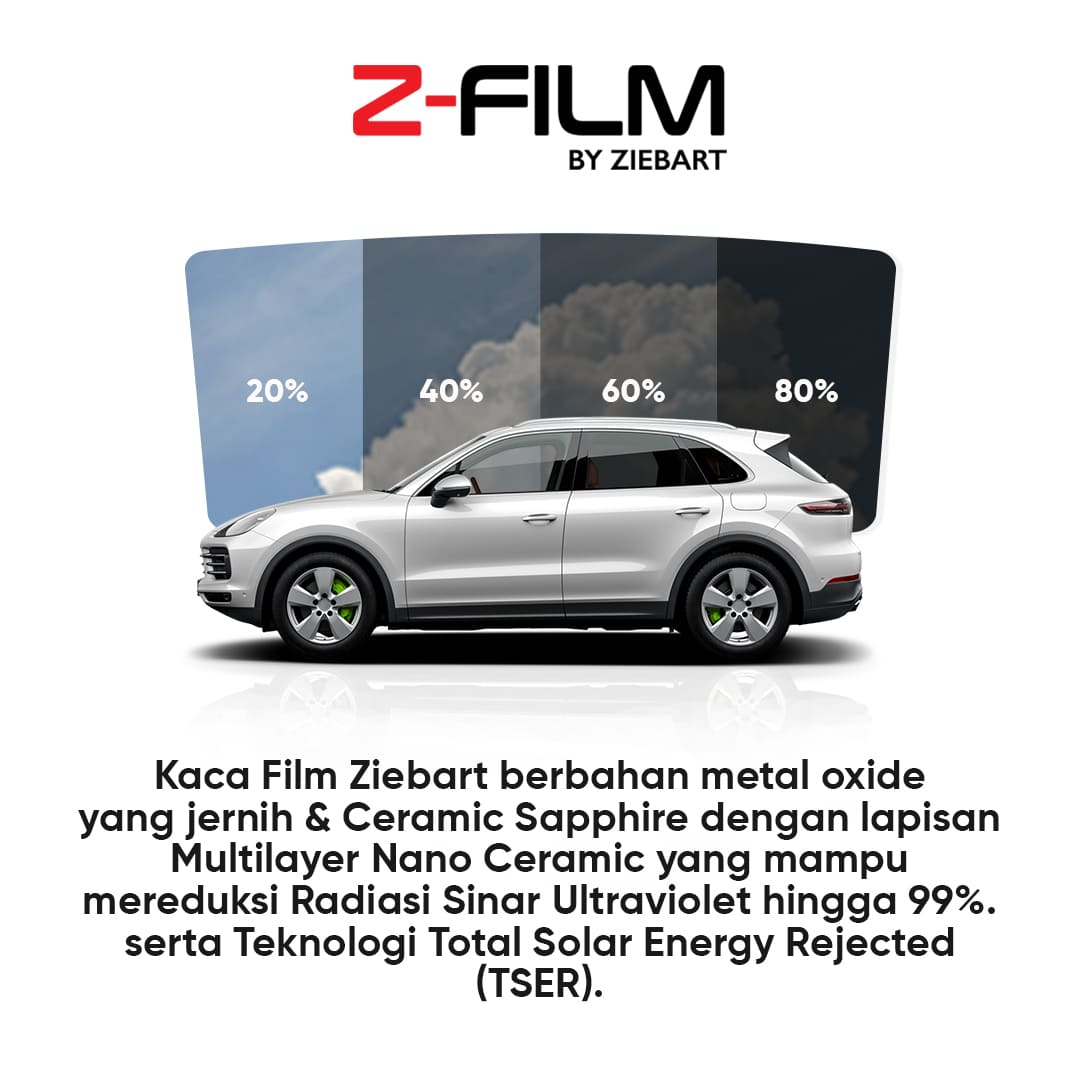 Z-FILM
BY ZIEBART
20%
40%
60%
80%
Kaca Film Ziebart berbahan metal oxide
yang jernih & Ceramic Sapphire dengan lapisan
Multilayer Nano Ceramic yang mampu
mereduksi Radiasi Sinar Ultraviolet hingga 99%.
serta Teknologi Total Solar Energy Rejected
(TSER).